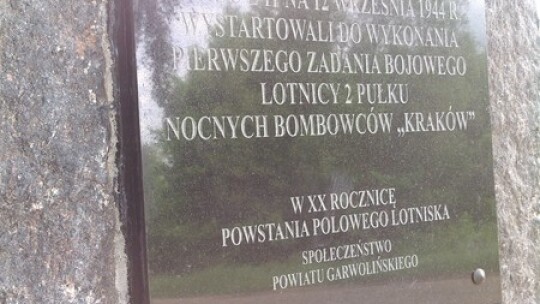 11 NA 12 WRZEŚNIA 1944 R.
WYSTARTOWALI DO WYKONANIA
PIERWSZEGO ZADANIA BOJOWEGO
LOTNICY 2 PUŁKU
NOCNYCH BOMBOWCÓW „KRAKÓW”
W XX ROCZNICĘ
POWSTANIA POLOWEGO LOTNISKA
SPOŁECZEŃSTWO
POWIATU GARWOLIŃSKIEGO